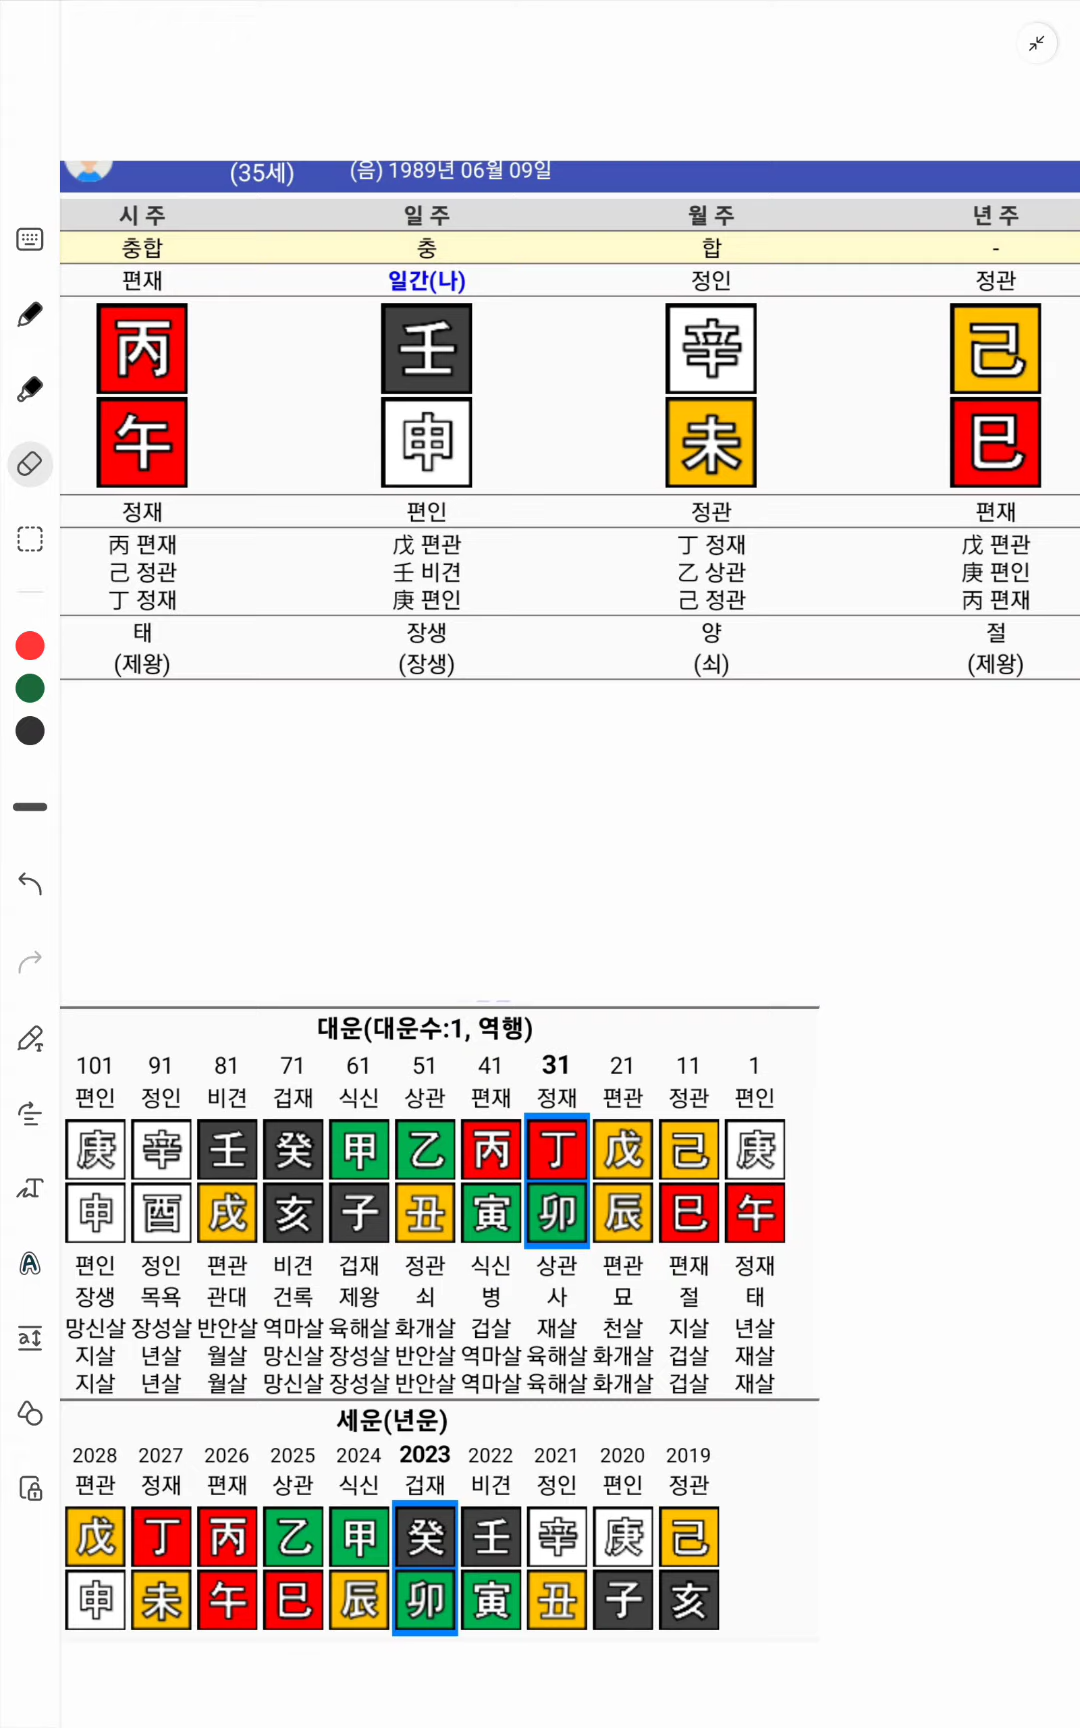 (35세) (음) 1989년 06월 09일
시주 일주 월주 년주
충합 충 합 -
편재 일간(나) 정인 정관
丙 壬 辛 己
午 申 未 巳
정재 편인 정관 편재
丙 편재 戊 편관 丁 정재 戊 편관
己 정관 壬 비견 乙 상관 庚 편인
丁 정재 庚 편인 己 정관 丙 편재
태 장생 양 절
(제왕) (장생) (쇠) (제왕)
대운(대운수:1, 역행)
101 91 81 71 61 51 41 31 21 11 1
편인 정인 비견 겁재 식신 상관 편재 정재 편관 정관 편인
庚 辛 壬 癸 甲 乙 丙 丁 戊 己 庚
申 酉 戌 亥 子 丑 寅 卯 辰 巳 午
편인 정인 편관 비견 겁재 정관 식신 상관 편관 편재 정재
장생 목욕 관대 건록 제왕 쇠 병 사 묘 절 태
망신살 장성살 반안살 역마살 육해살 화개살 겁살 재살 천살 지살 년살
지살 년살 월살 망신살 장성살 반안살 역마살 육해살 화개살 겁살 재살
지살 년살 월살 망신살 장성살 반안살 역마살 육해살 화개살 겁살 재살
세운(년운)
2028 2027 2026 2025 2024 2023 2022 2021 2020 2019
편관 정재 편재 상관 식신 겁재 비견 정인 편인 정관
戊 丁 丙 乙 甲 癸 壬 辛 庚 己
申 未 午 巳 辰 卯 寅 丑 子 亥